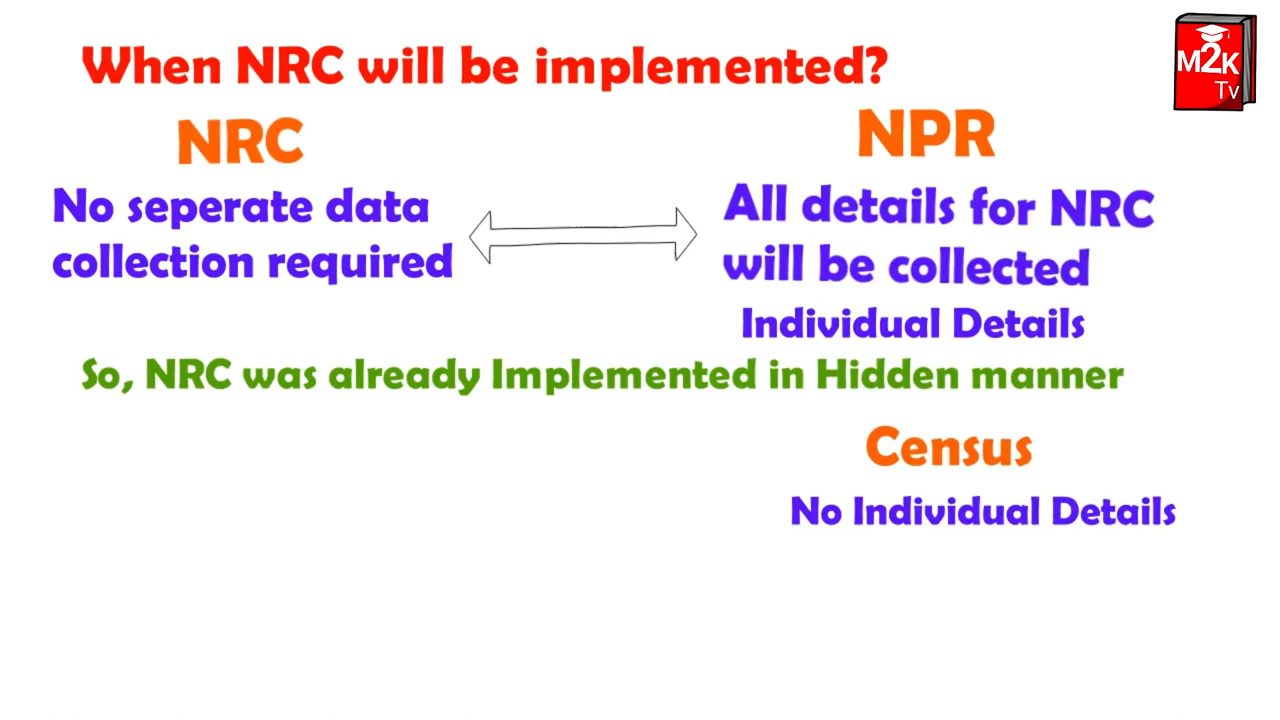 When NRC will be implemented?
M2K
Tv
NRC
NPR
No seperate data
collection required
All details for NRC
will be collected
Individual Details
So, NRC was already Implemented in Hidden manner
Census
No Individual Details